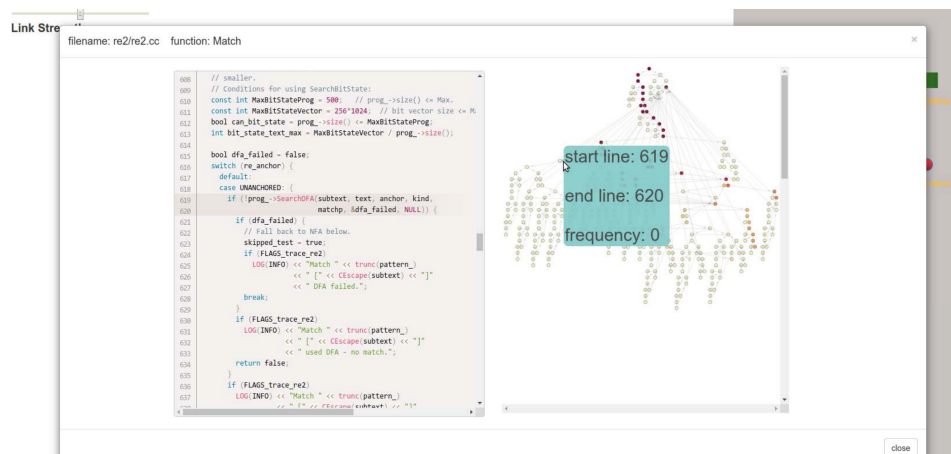 Link Stre
filename: re2/re2.cc function: Match
×
608 // smaller.
609 // Conditions for using SearchBitState:
610 const int MaxBitStateProg = 500; // prog_->size() <= Max.
611 const int MaxBitStateVector = 256*1024; // bit vector size <= M
612 bool can_bit_state = prog_->size() <= MaxBitStateProg;
613 int bit_state_text_max = MaxBitStateVector / prog_->size();
614
615 bool dfa_failed = false;
616 switch (re_anchor) {
617 default:
618 case UNANCHORED: {
619 if (!prog_->SearchDFA(subtext, text, anchor, kind,
620 matchp, &dfa_failed, NULL)) {
621 if (dfa_failed) {
622 // Fall back to NFA below.
623 skipped_test = true;
624 if (FLAGS_trace_re2)
625 LOG(INFO) << "Match " << trunc(pattern_)
626 << " [" << CEscape(subtext) << "]"
627 << " DFA failed.";
628 break;
629 }
630 if (FLAGS_trace_re2)
631 LOG(INFO) << "Match " << trunc(pattern_)
632 << " [" << CEscape(subtext) << "]"
633 << " used DFA - no match.";
634 return false;
635 }
636 if (FLAGS_trace_re2)
637 LOG(INFO) << "Match " << trunc(pattern_)
<< " [" << CEscape(subtext) << "]"
start line: 619
end line: 620
frequency: 0
close